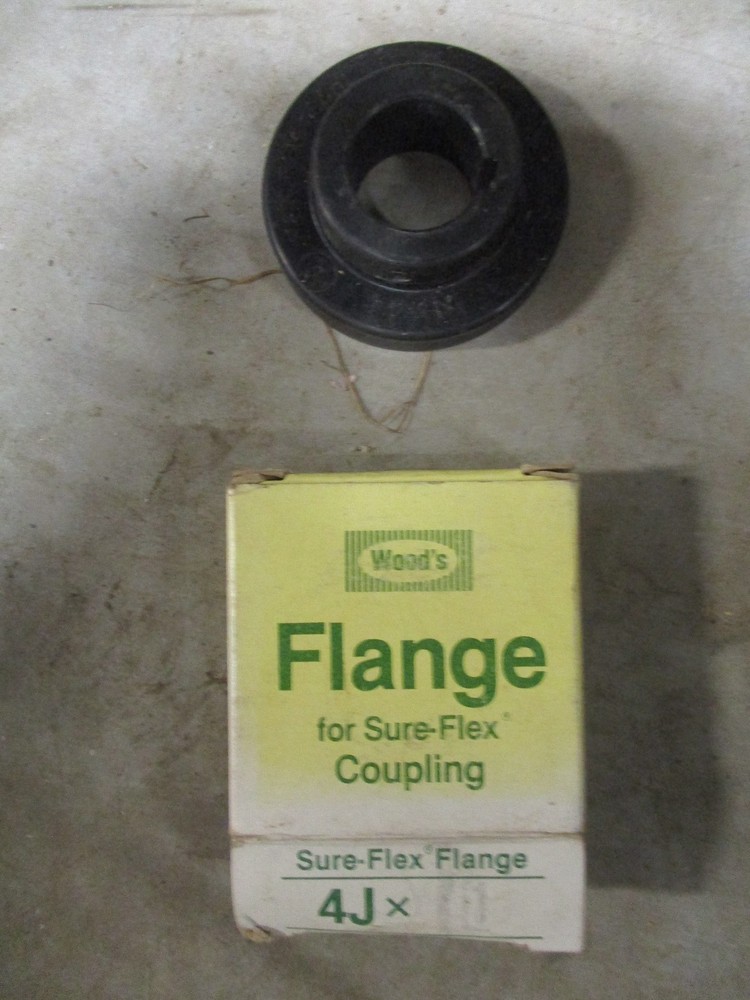 Wood's
Flange
for Sure-Flex®
Coupling
Sure-Flex® Flange
4J x